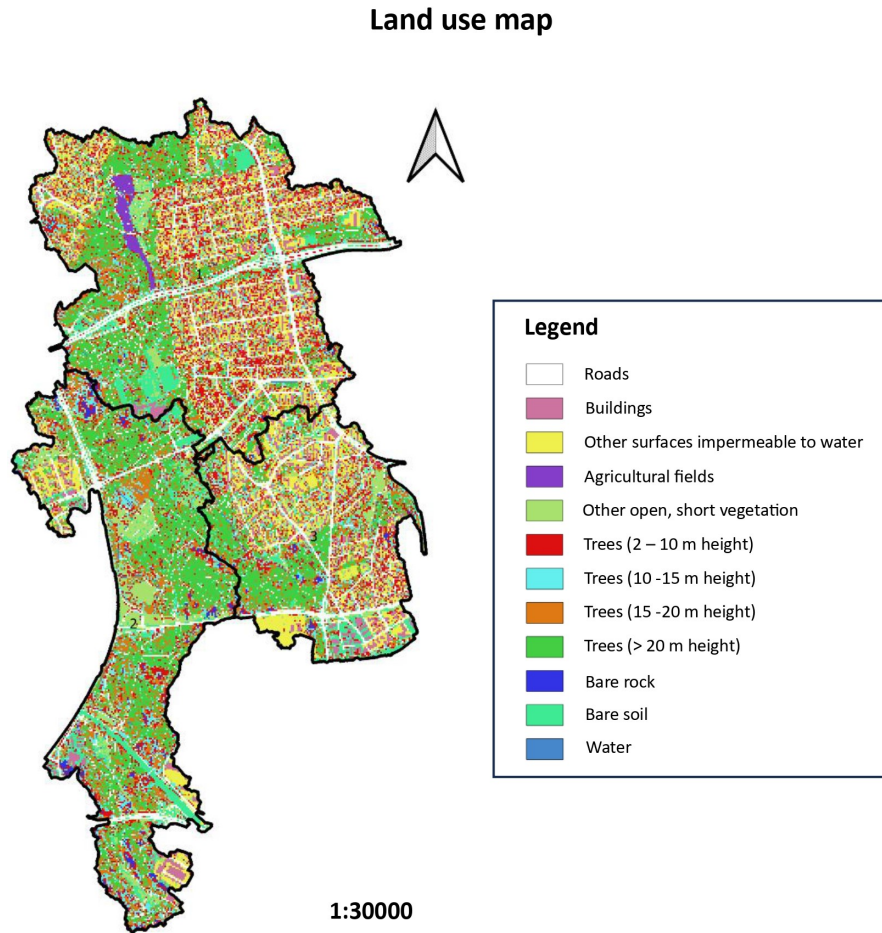 Land use map
1
Legend
Roads
Buildings
Other surfaces impermeable to water
Agricultural fields
Other open, short vegetation
Trees (2 – 10 m height)
3
Trees (10 -15 m height)
Trees (15 -20 m height)
2
Trees (> 20 m height)
Bare rock
Bare soil
Water
1:30000